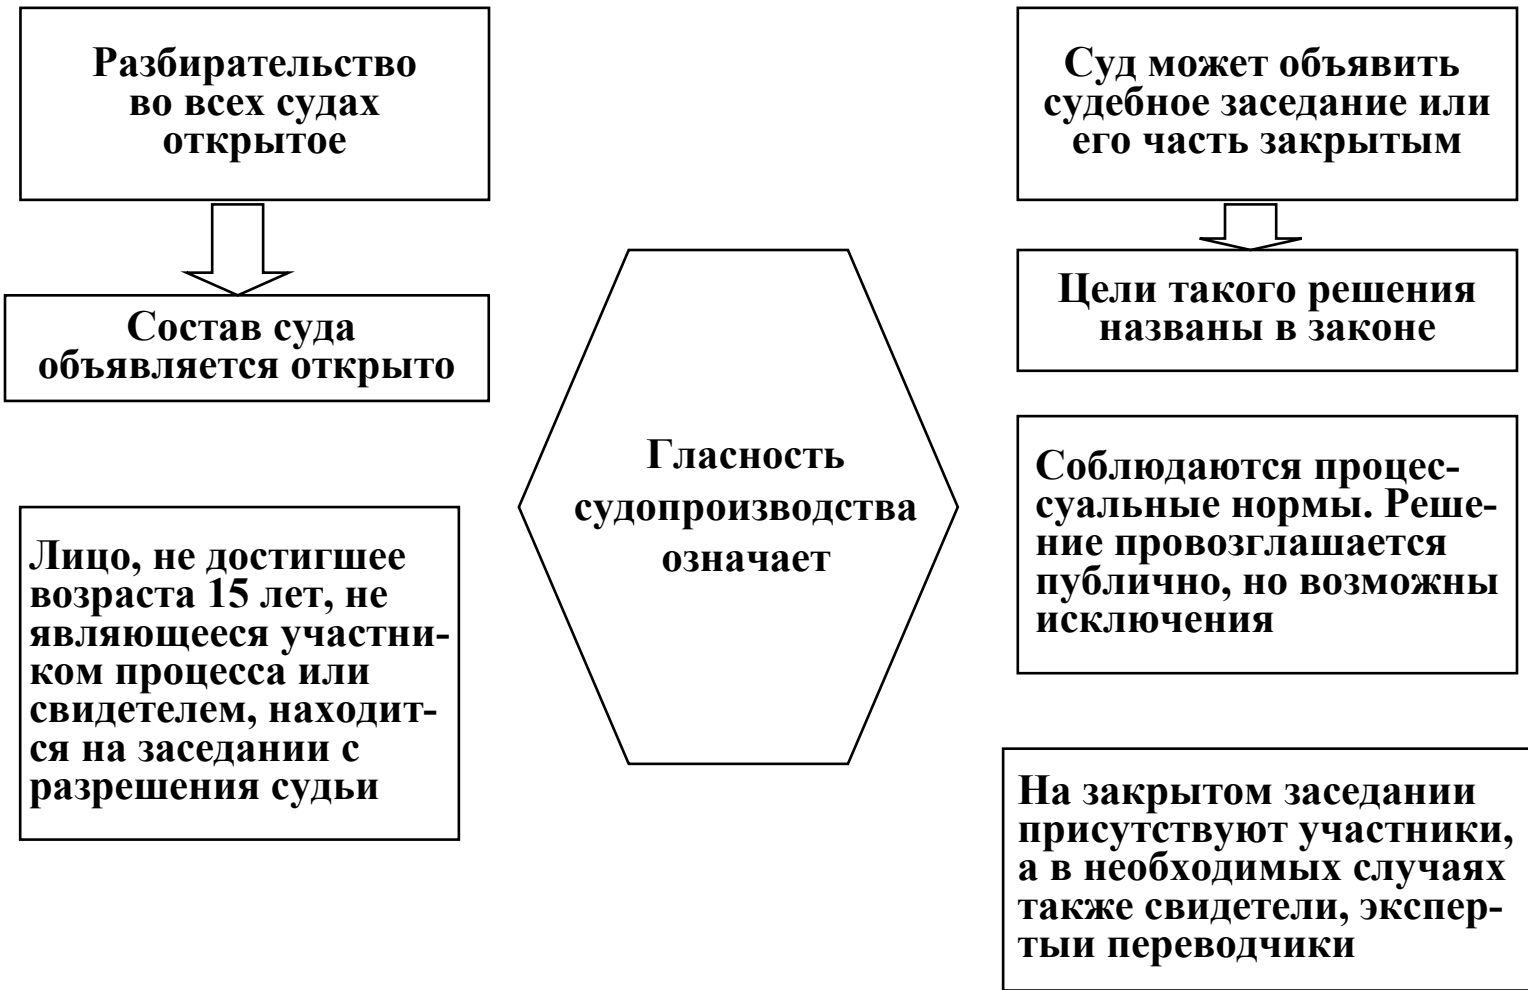 Разбирательство
во всех судах
открытое
Состав суда
объявляется открыто
Лицо, не достигшее
возраста 15 лет, не
являющееся участни-
ком процесса или
свидетелем, находит-
ся на заседании с
разрешения судьи
Гласность
судопроизводства
означает
Суд может объявить
судебное заседание или
его часть закрытым
Цели такого решения
названы в законе
Соблюдаются процес-
суальные нормы. Реше-
ние провозглашается
публично, но возможны
исключения
На закрытом заседании
присутствуют участники,
а в необходимых случаях
также свидетели, экспер-
тыи переводчики